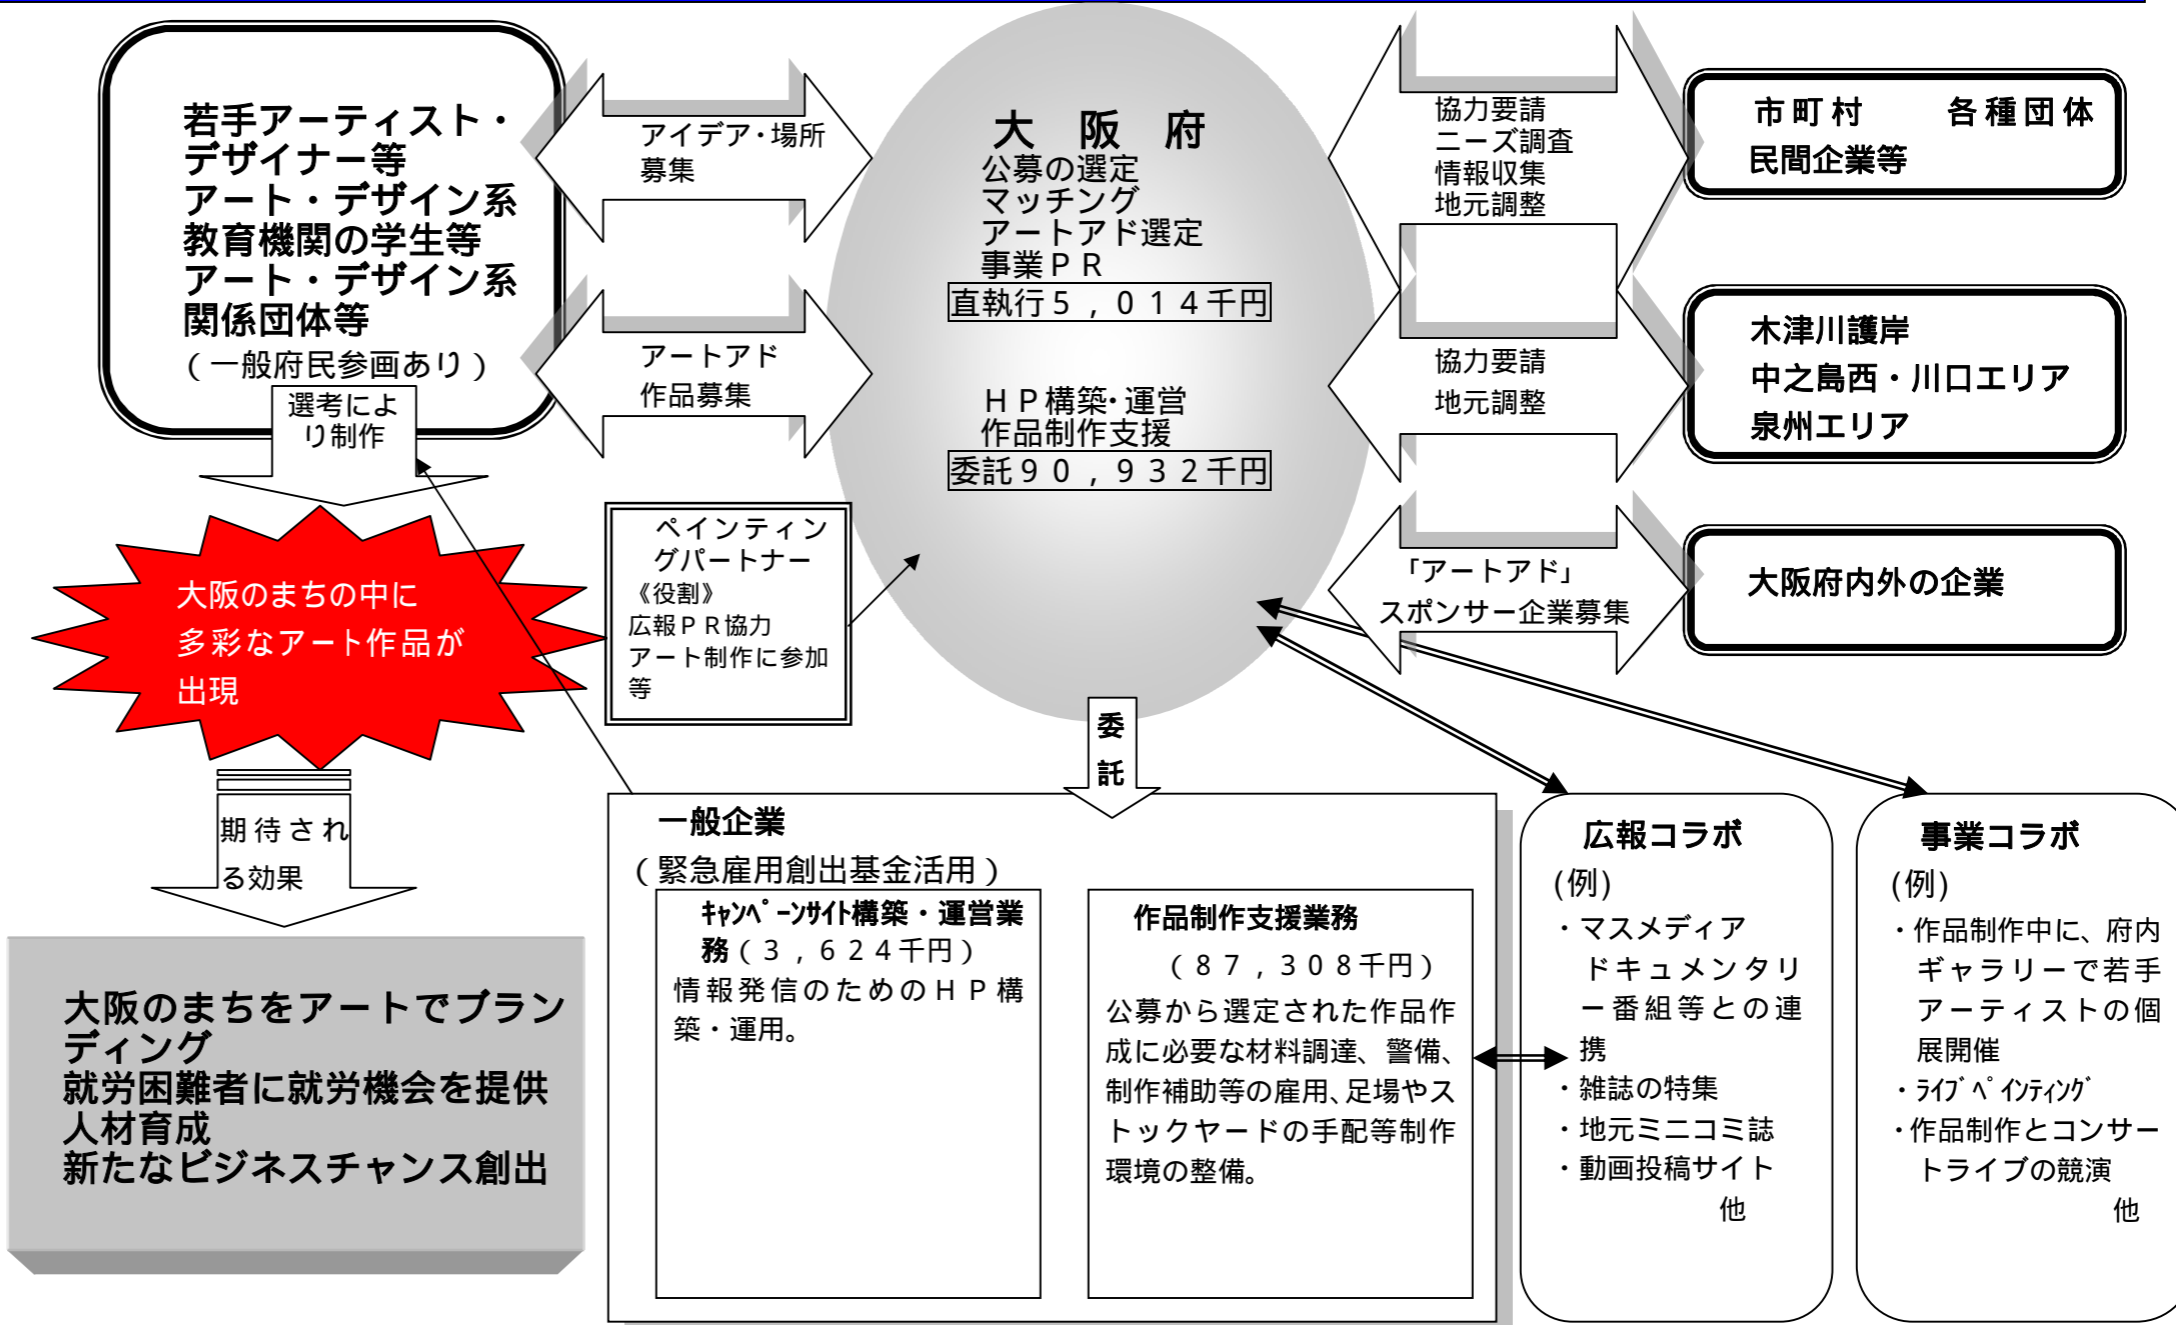 若手アーティスト・
デザイナー等
アート・デザイン系
教育機関の学生等
アート・デザイン系
関係団体等
（一般府民参画あり）
選考によ
り制作
アイデア・場所
募集
アートアド
作品募集
大　阪　府
公募の選定
マッチング
アートアド選定
事業ＰＲ
直執行５，０１４千円
ＨＰ構築・運営
作品制作支援
委託９０，９３２千円
協力要請
ニーズ調査
情報収集
地元調整
協力要請
地元調整
「アートアド」
スポンサー企業募集
市町村　　各種団体
民間企業等
木津川護岸
中之島西・川口エリア
泉州エリア
大阪府内外の企業
大阪のまちの中に
多彩なアート作品が
出現
ペインティン
グパートナー
《役割》
広報ＰＲ協力
アート制作に参加
等
委
託
期待され
る効果
大阪のまちをアートでブラン
ディング
就労困難者に就労機会を提供
人材育成
新たなビジネスチャンス創出
一般企業
（緊急雇用創出基金活用）
ｷｬﾝﾍﾟｰﾝｻｲﾄ構築・運営業
務（３，６２４千円）
情報発信のためのＨＰ構
築・運用。
作品制作支援業務
（８７，３０８千円）
公募から選定された作品作
成に必要な材料調達、警備、
制作補助等の雇用、足場やス
トックヤードの手配等制作
環境の整備。
広報コラボ
(例)
・マスメディア
ドキュメンタリ
ー番組等との連
携
・雑誌の特集
・地元ミニコミ誌
・動画投稿サイト
他
事業コラボ
(例)
・作品制作中に、府内
ギャラリーで若手
アーティストの個
展開催
・ﾗｲﾌﾞﾍﾟｲﾝﾃｨﾝｸﾞ
・作品制作とコンサー
トライブの競演
他